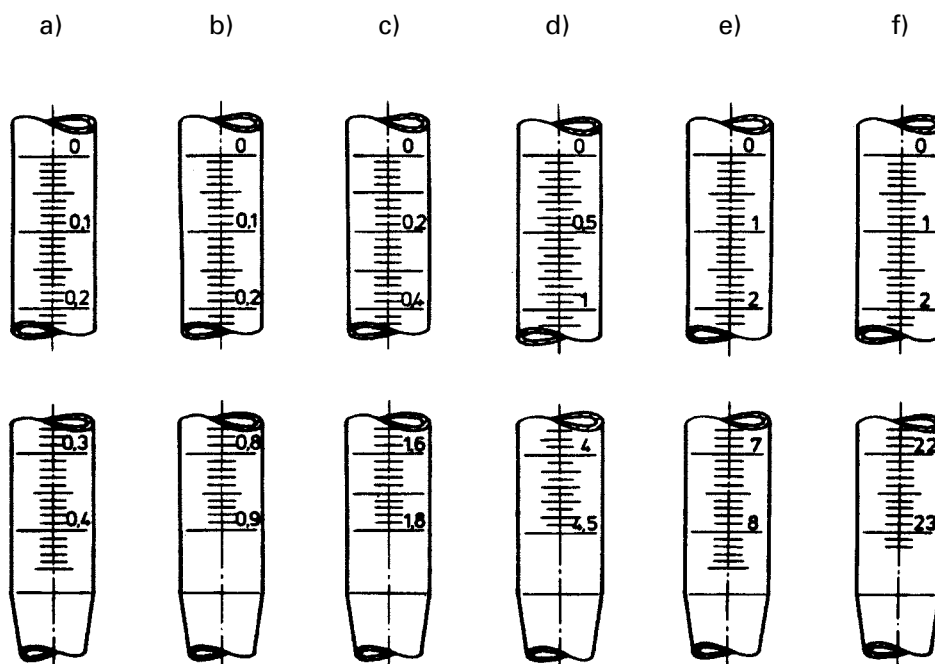 a) b) c) d) e) f)
0 0 0 0 0 0
0,1 0,1 0,2 0,5 1 1
0,2 0,2 0,4 1 2 2
0,3 0,8 1,6 4 7 22
0,4 0,9 1,8 4,5 8 23